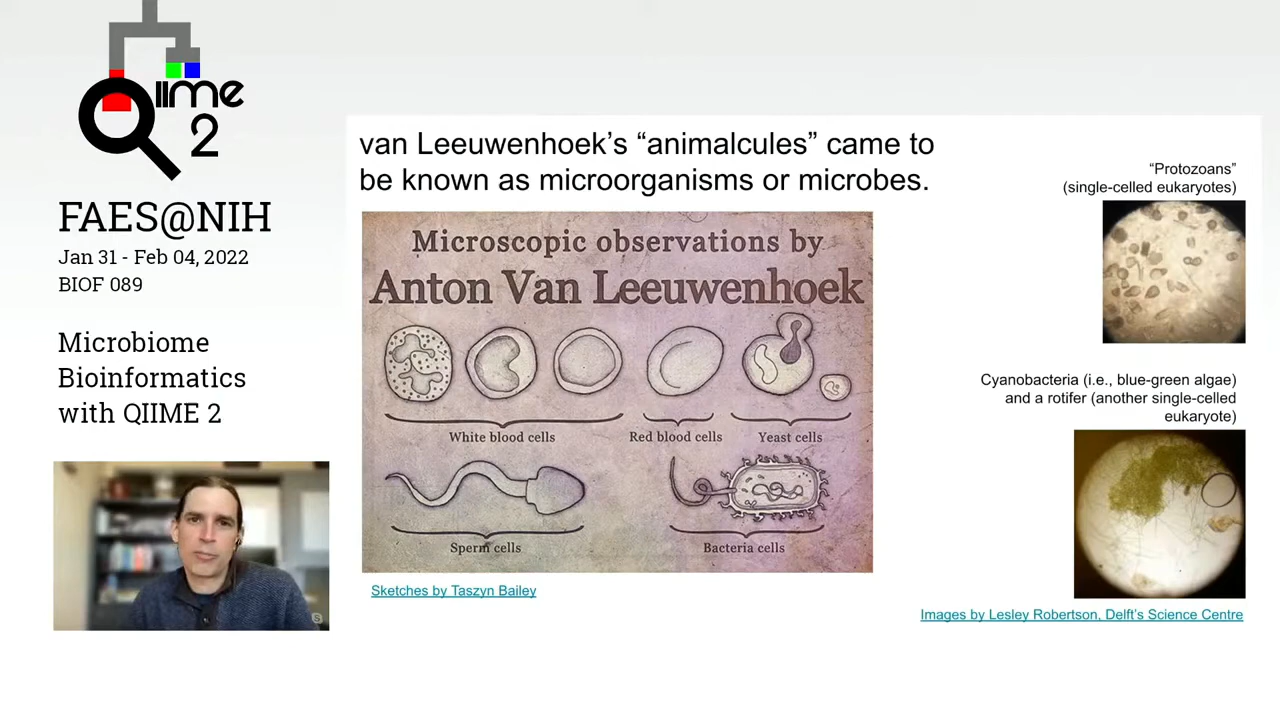 QIIME
2
FAES@NIH
Jan 31 - Feb 04, 2022
BIOF 089
Microbiome
Bioinformatics
with QIIME 2
van Leeuwenhoek’s “animalcules” came to
be known as microorganisms or microbes.
Microscopic observations by
Anton Van Leeuwenhoek
White blood cells
Red blood cells
Yeast cells
Sperm cells
Bacteria cells
Sketches by Taszyn Bailey
“Protozoans”
(single-celled eukaryotes)
Cyanobacteria (i.e., blue-green algae)
and a rotifer (another single-celled
eukaryote)
Images by Lesley Robertson, Delft’s Science Centre